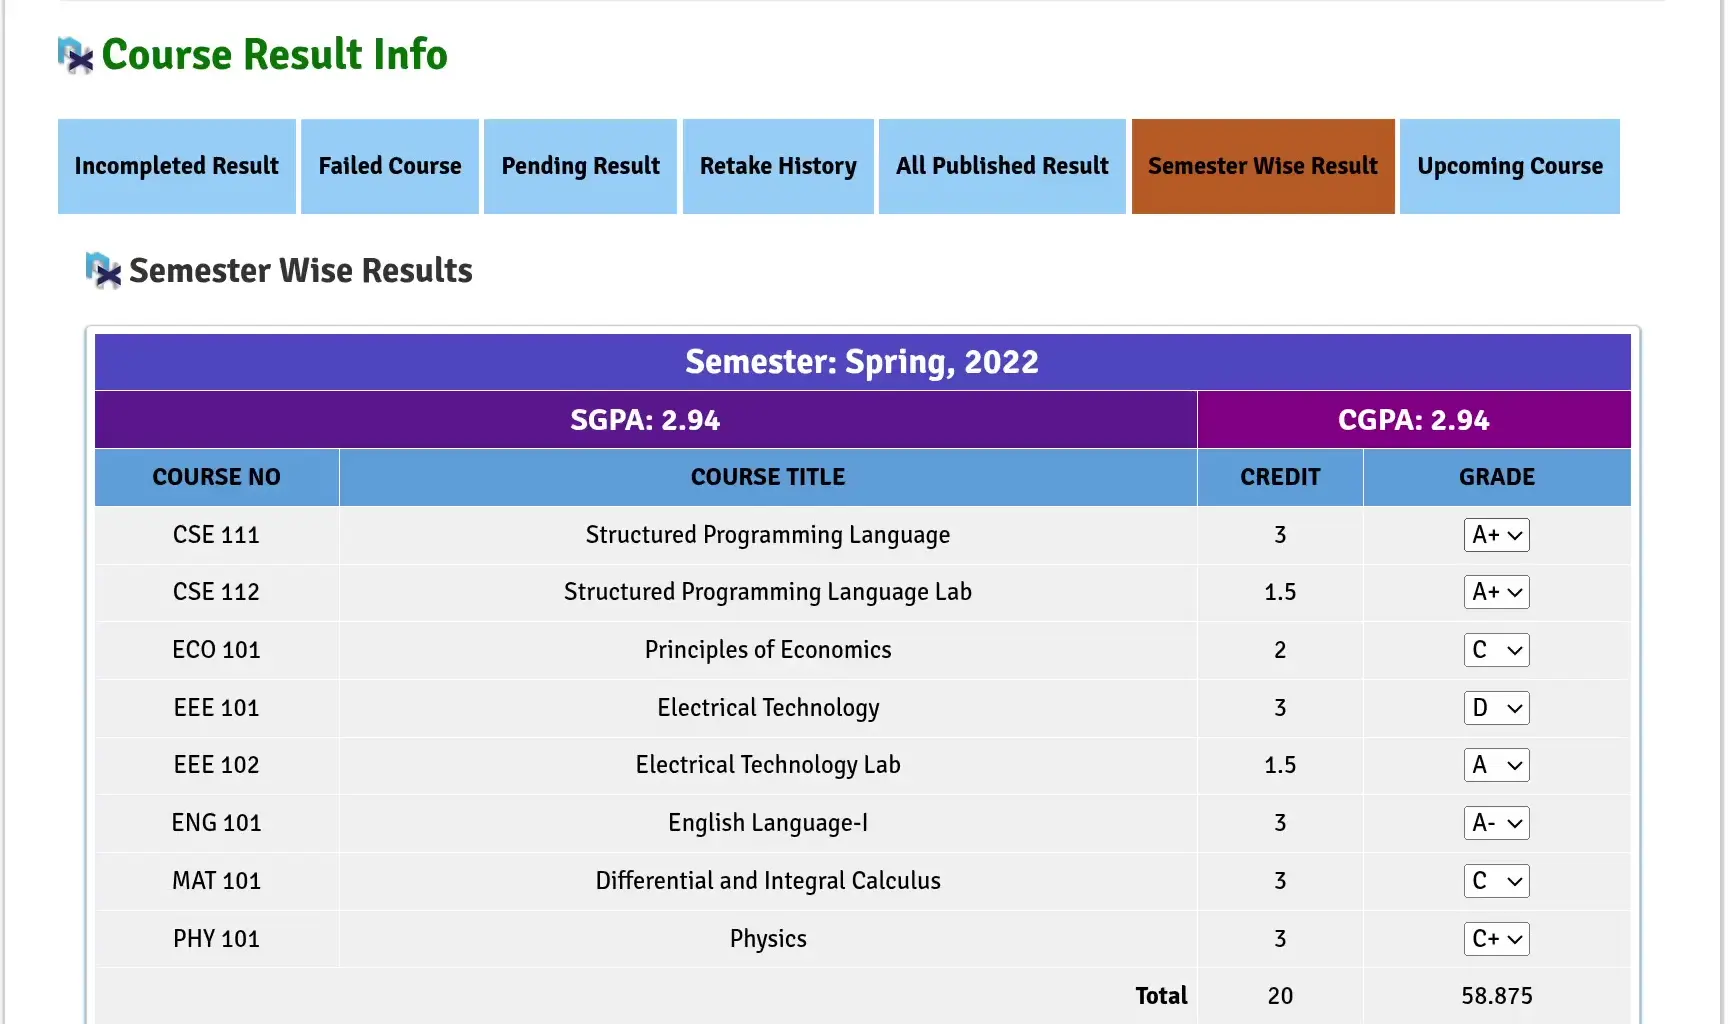 Course Result Info
Incompleted Result Failed Course Pending Result Retake History All Published Result Semester Wise Result Upcoming Course
Semester Wise Results
Semester: Spring, 2022
SGPA: 2.94 CGPA: 2.94
COURSE NO COURSE TITLE CREDIT GRADE
CSE 111 Structured Programming Language 3 A+
CSE 112 Structured Programming Language Lab 1.5 A+
ECO 101 Principles of Economics 2 C
EEE 101 Electrical Technology 3 D
EEE 102 Electrical Technology Lab 1.5 A
ENG 101 English Language-I 3 A-
MAT 101 Differential and Integral Calculus 3 C
PHY 101 Physics 3 C+
Total 20 58.875